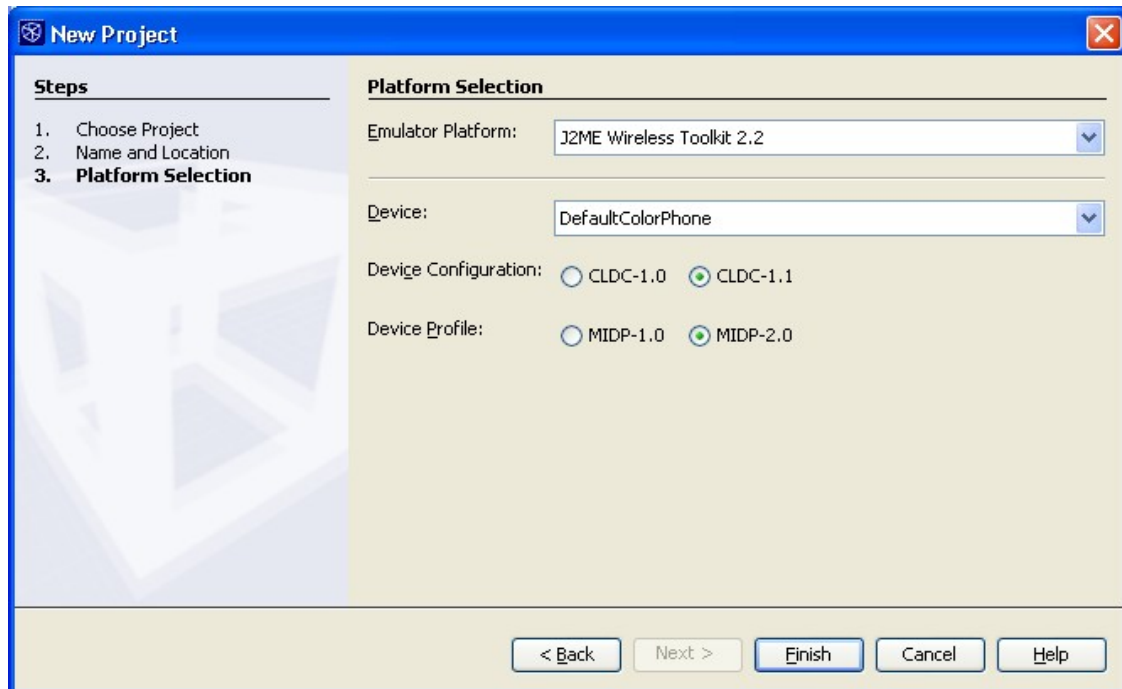 New Project
Steps
1. Choose Project
2. Name and Location
3. Platform Selection
Platform Selection
Emulator Platform: J2ME Wireless Toolkit 2.2
Device: DefaultColorPhone
Device Configuration: CLDC-1.0 CLDC-1.1
Device Profile: MIDP-1.0 MIDP-2.0
< Back Next > Finish Cancel Help